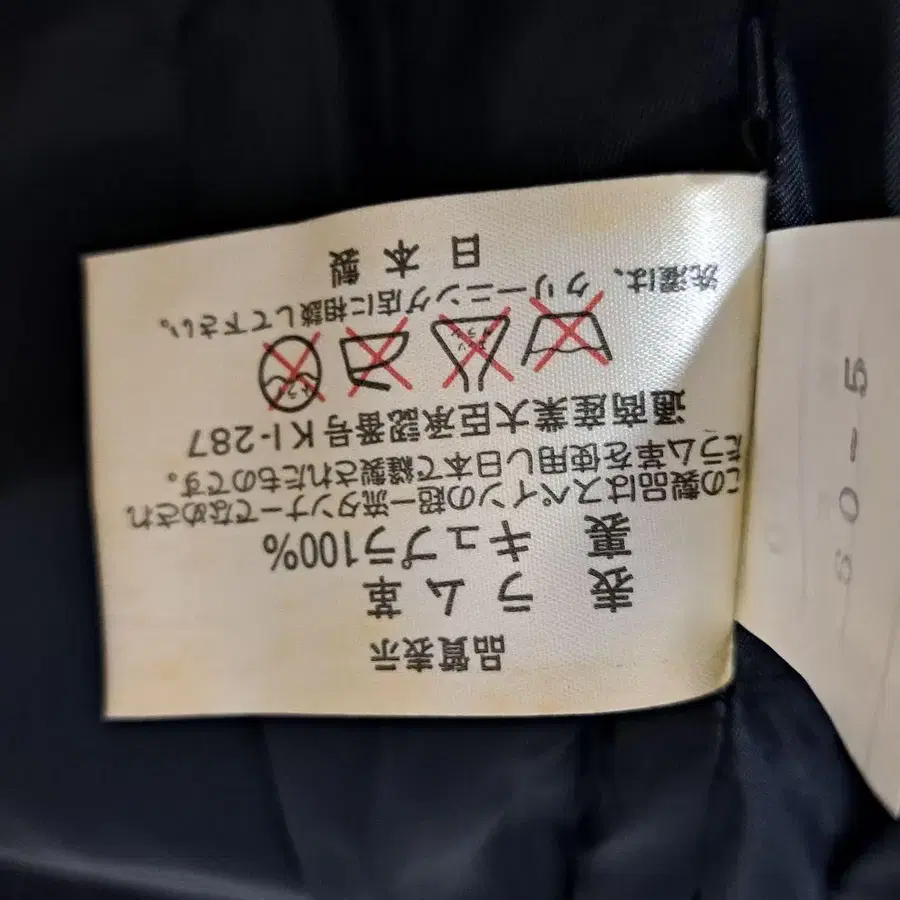 品質表示
表 ラム革
裏 キュプラ100%
この製品はスペインの超一流タンナーでなめされ
たラム革を使用し日本で縫製されたものです。
通商産業大臣承認番号KI-287
洗濯は、クリーニング店に相談して下さい。
日本製
60-5